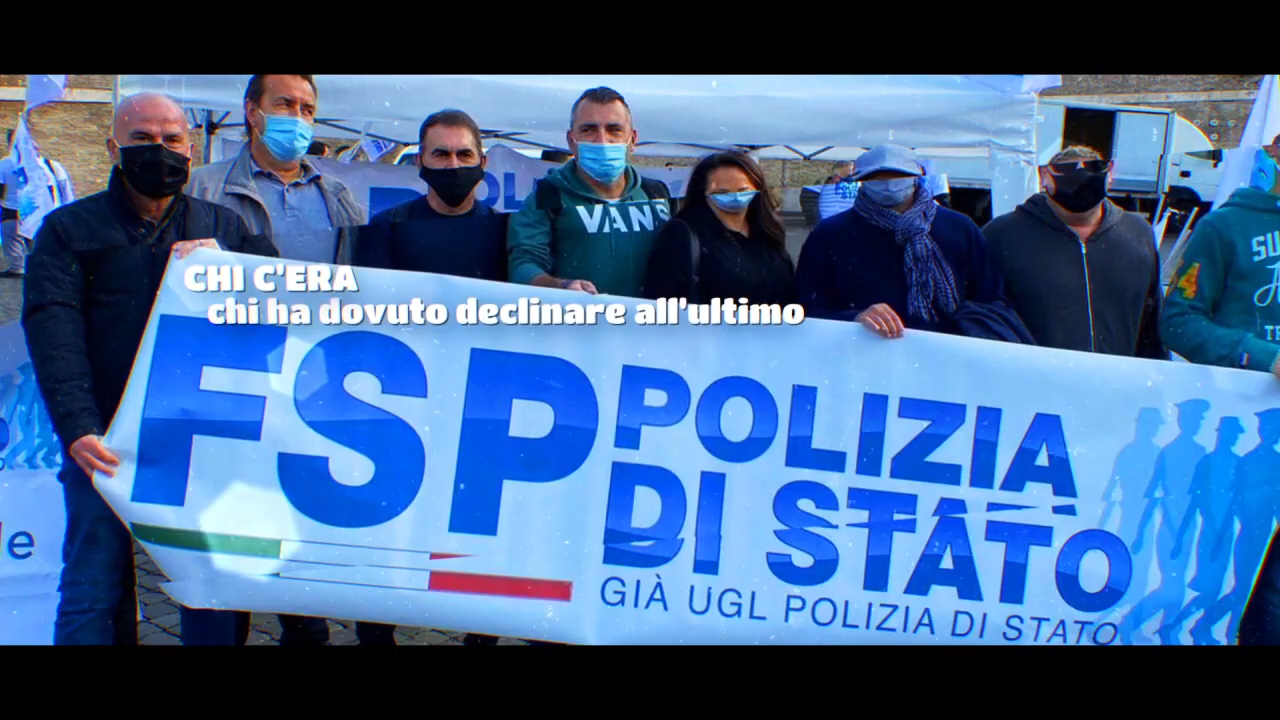 CHI C'ERA
chi ha dovuto declinare all'ultimo
VANS
FSP
POLIZIA
DI STATO
GIÀ UGL POLIZIA DI STATO